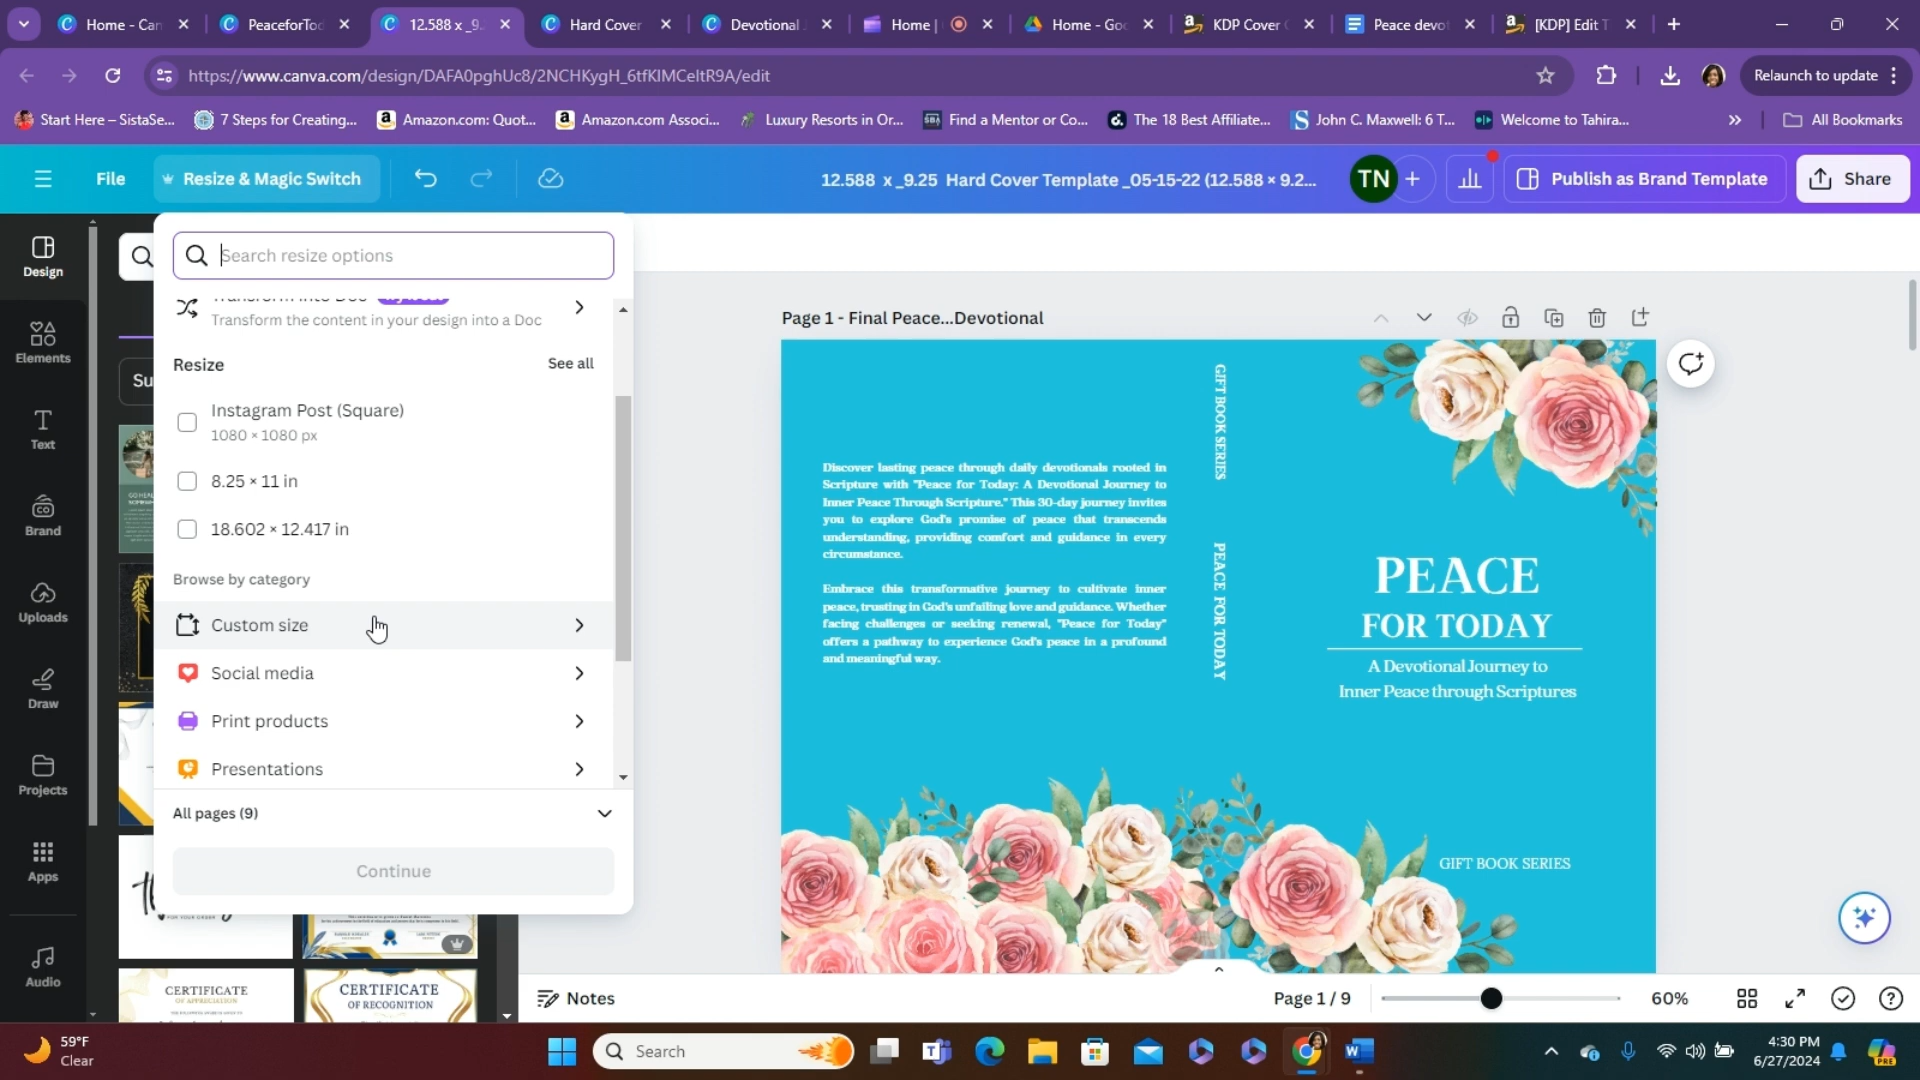 Home - Can
PeaceforTod
12.588 x _9.
Hard Cover
Devotional
Home |
Home - Goo
KDP Cover
Peace devot
[KDP] Edit T
https://www.canva.com/design/DAFA0pghUc8/2NCHKygH_6tfKIMCeltR9A/edit
Relaunch to update
Start Here – SistaSe...
7 Steps for Creating...
Amazon.com: Quot...
Amazon.com Associ...
Luxury Resorts in Or...
Find a Mentor or Co...
The 18 Best Affiliate...
John C. Maxwell: 6 T...
Welcome to Tahira...
All Bookmarks
File
Resize & Magic Switch
12.588 x _9.25 Hard Cover Template _05-15-22 (12.588 × 9.2...
TN
Publish as Brand Template
Share
Design
Elements
Text
Brand
Uploads
Draw
Projects
Apps
Audio
Su
Search resize options
Transform the content in your design into a Doc
Resize
See all
Instagram Post (Square)
1080 × 1080 px
8.25 × 11 in
18.602 × 12.417 in
Browse by category
Custom size
Social media
Print products
Presentations
All pages (9)
Continue
CERTIFICATE
OF APPRECIATION
CERTIFICATE
OF RECOGNITION
Page 1 - Final Peace...Devotional
Discover lasting peace through daily devotionals rooted in
Scripture with "Peace for Today: A Devotional Journey to
Inner Peace Through Scripture." This 30-day journey invites
you to explore God's promise of peace that transcends
understanding, providing comfort and guidance in every
circumstance.
Embrace this transformative journey to cultivate inner
peace, trusting in God's unfailing love and guidance. Whether
facing challenges or seeking renewal, "Peace for Today"
offers a pathway to experience God's peace in a profound
and meaningful way.
GIFT BOOK SERIES
PEACE FOR TODAY
PEACE
FOR TODAY
A Devotional Journey to
Inner Peace through Scriptures
GIFT BOOK SERIES
Notes
Page 1 / 9
60%
59°F
Clear
Search
4:30 PM
6/27/2024